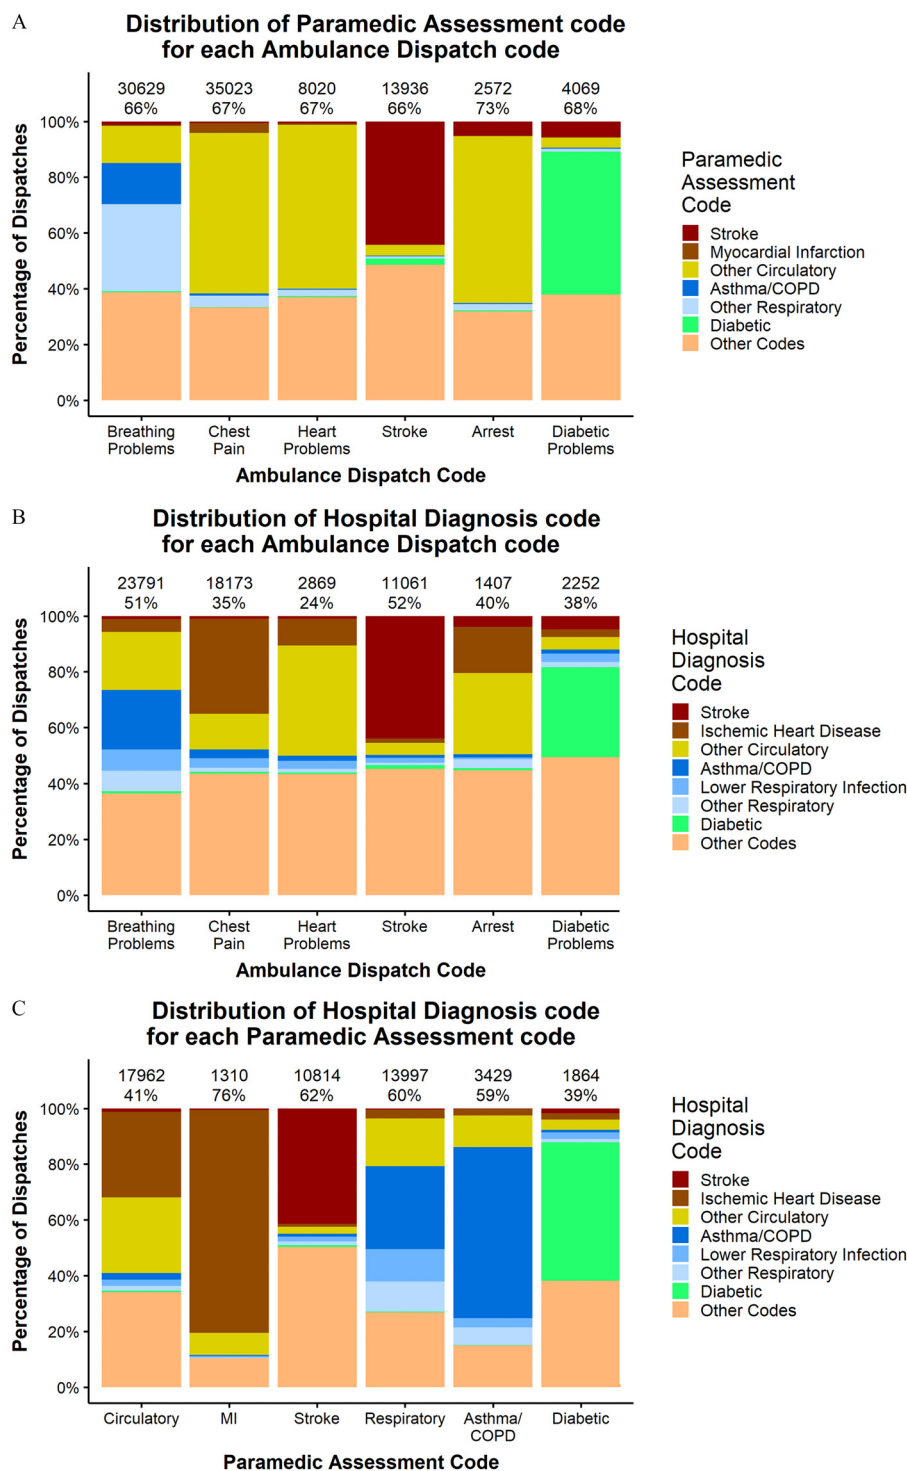 A
Distribution of Paramedic Assessment code
for each Ambulance Dispatch code
30629 35023 8020 13936 2572 4069
66% 67% 67% 66% 73% 68%
100%
80%
60%
40%
20%
0%
Percentage of Dispatches
Breathing Problems
Chest Pain
Heart Problems
Stroke
Arrest
Diabetic Problems
Ambulance Dispatch Code
Paramedic
Assessment
Code
Stroke
Myocardial Infarction
Other Circulatory
Asthma/COPD
Other Respiratory
Diabetic
Other Codes
B
Distribution of Hospital Diagnosis code
for each Ambulance Dispatch code
23791 18173 2869 11061 1407 2252
51% 35% 24% 52% 40% 38%
100%
80%
60%
40%
20%
0%
Percentage of Dispatches
Breathing Problems
Chest Pain
Heart Problems
Stroke
Arrest
Diabetic Problems
Ambulance Dispatch Code
Hospital
Diagnosis
Code
Stroke
Ischemic Heart Disease
Other Circulatory
Asthma/COPD
Lower Respiratory Infection
Other Respiratory
Diabetic
Other Codes
C
Distribution of Hospital Diagnosis code
for each Paramedic Assessment code
17962 1310 10814 13997 3429 1864
41% 76% 62% 60% 59% 39%
100%
80%
60%
40%
20%
0%
Percentage of Dispatches
Circulatory
MI
Stroke
Respiratory
Asthma/
COPD
Diabetic
Paramedic Assessment Code
Hospital
Diagnosis
Code
Stroke
Ischemic Heart Disease
Other Circulatory
Asthma/COPD
Lower Respiratory Infection
Other Respiratory
Diabetic
Other Codes